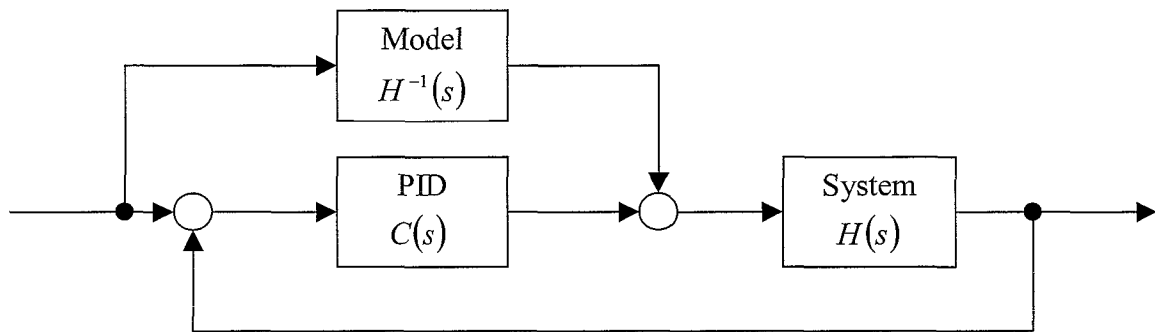 Model
H⁻¹(s)
PID
C(s)
System
H(s)